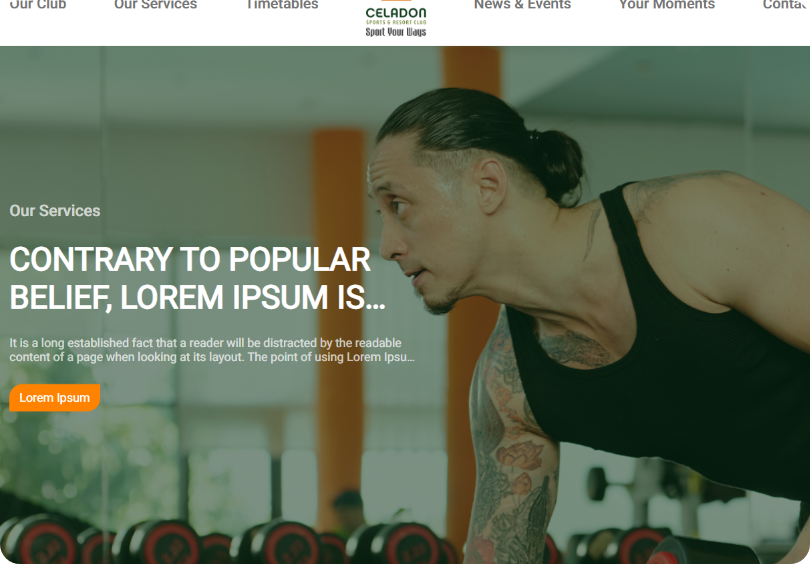 Our Club
Our Services
Timetables
CELADON
SPORTS & RESORT CLUB
Sport Your Ways
News & Events
Your Moments
Our Services
CONTRARY TO POPULAR
BELIEF, LOREM IPSUM IS...
It is a long established fact that a reader will be distracted by the readable
content of a page when looking at its layout. The point of using Lorem Ipsu...
Lorem Ipsum